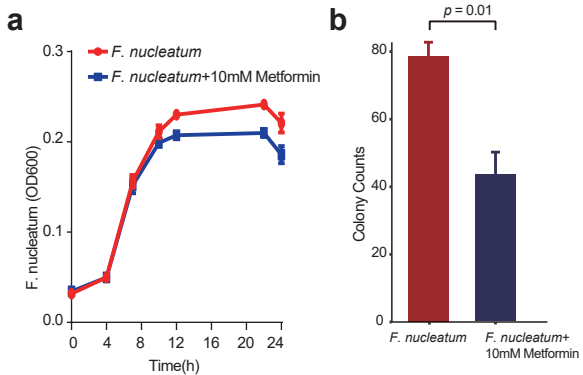 a
F. nucleatum
F. nucleatum+10mM Metformin
F. nucleatum (OD600)
0.3
0.2
0.1
0.0
0 4 8 12 16 20 24
Time(h)
b
p = 0.01
Colony Counts
80
60
40
20
0
F. nucleatum
F. nucleatum+
10mM Metformin